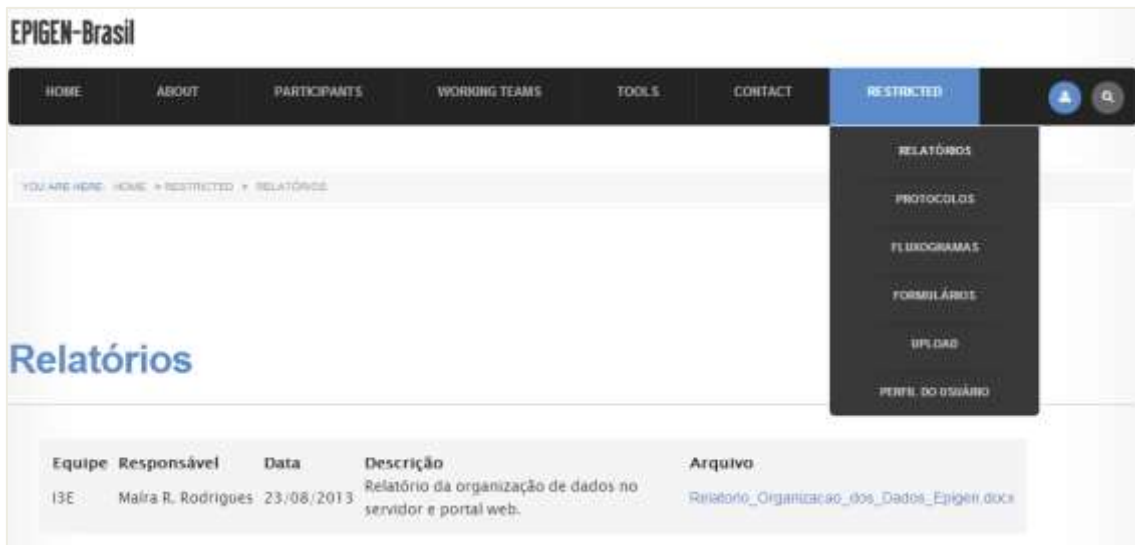 EPIGEN-Brasil
HOME ABOUT PARTICIPANTS WORKING TEAMS TOOLS CONTACT RESTRICTED
RELATÓRIOS
YOU ARE HERE: HOME RESTRICTED RELATÓRIOS
PROTOCOLOS
FLUXOGRAMAS
FORMULÁRIOS
UPLOAD
PERFIL DO USUÁRIO
Relatórios
Equipe Responsável Data Descrição Arquivo
I3E Maíra R. Rodrigues 23/08/2013 Relatório da organização de dados no Relatorio_Organizacao_dos_Dados_Epigen.docx
servidor e portal web.